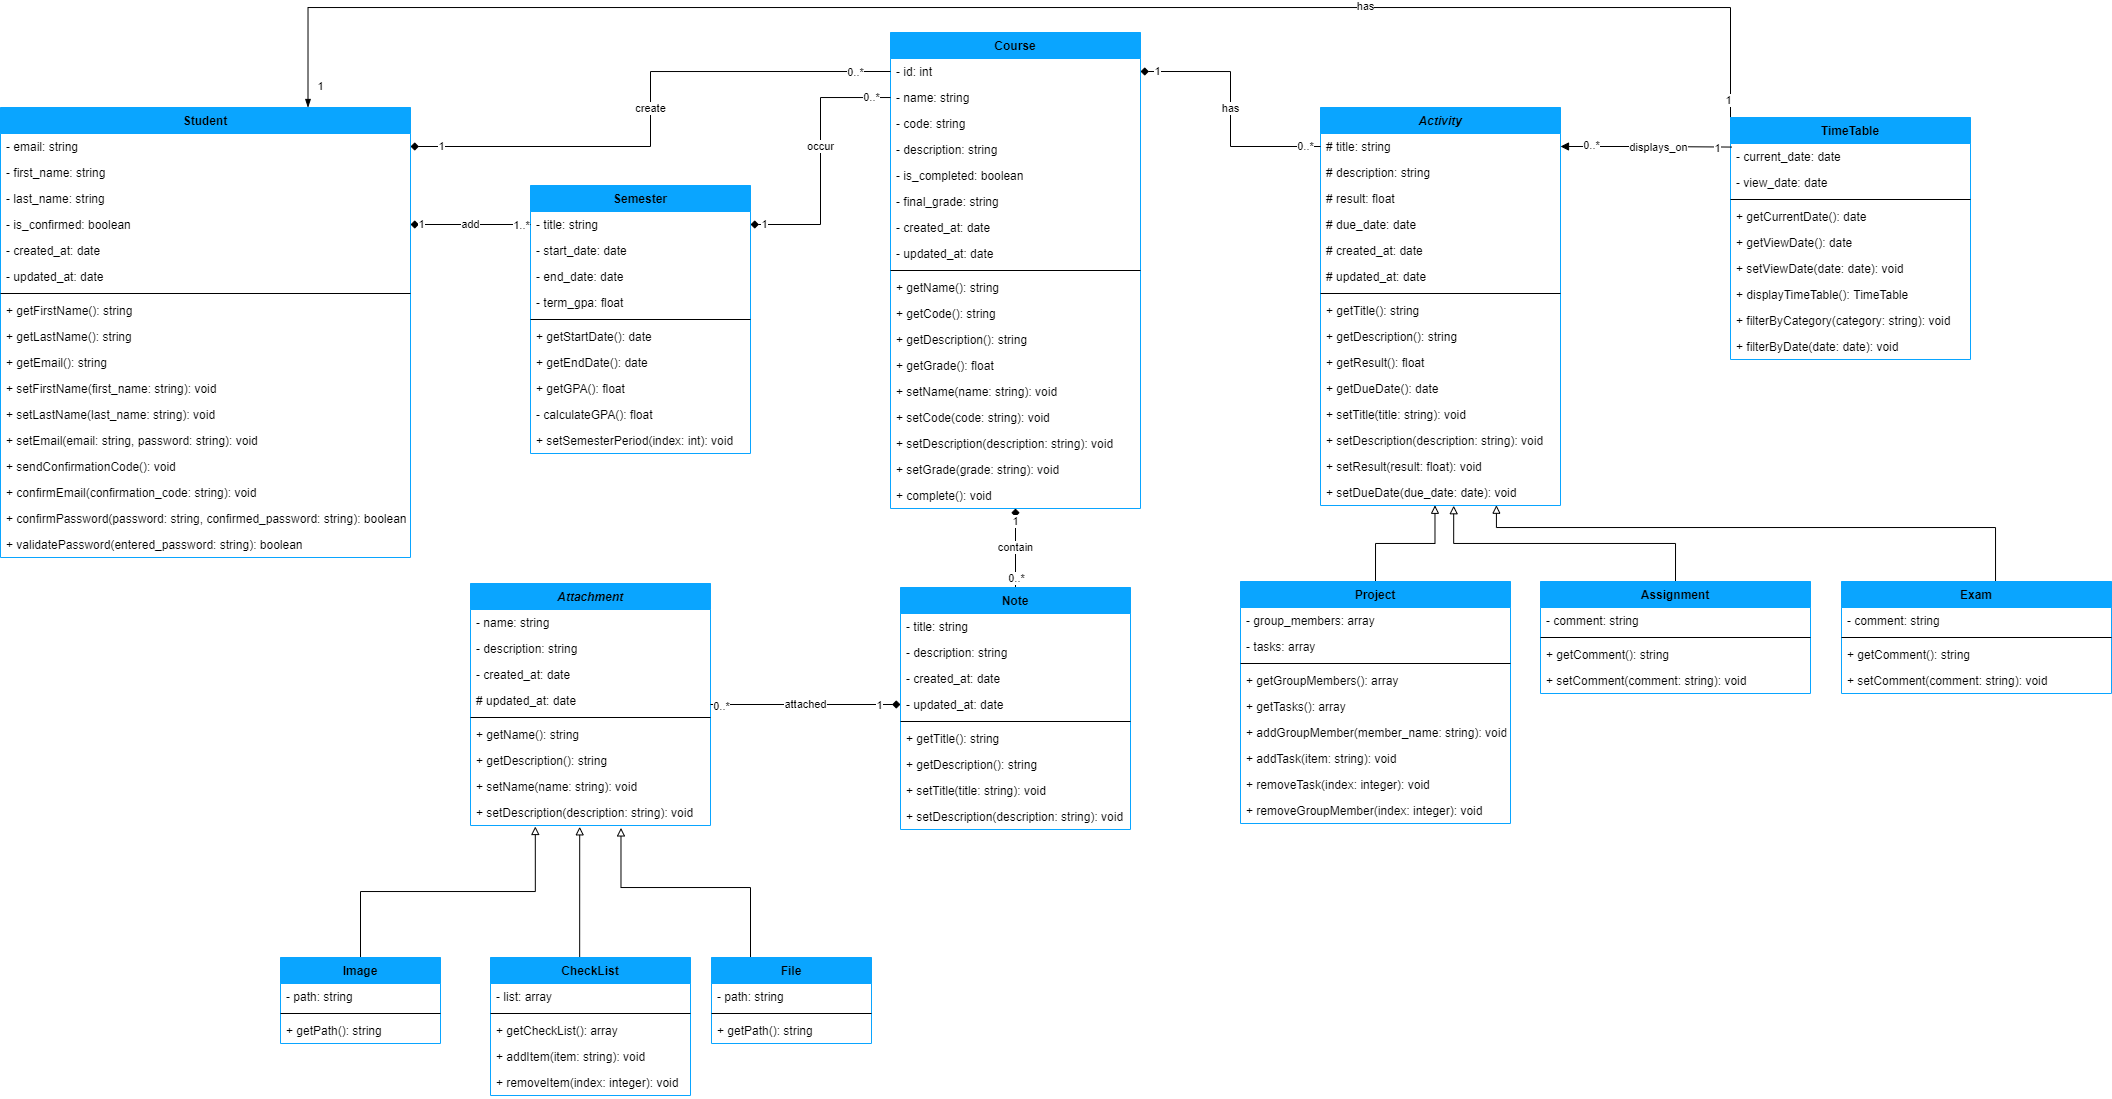 has
1
1
Student
- email: string
- first_name: string
- last_name: string
- is_confirmed: boolean
- created_at: date
- updated_at: date
+ getFirstName(): string
+ getLastName(): string
+ getEmail(): string
+ setFirstName(first_name: string): void
+ setLastName(last_name: string): void
+ setEmail(email: string, password: string): void
+ sendConfirmationCode(): void
+ confirmEmail(confirmation_code: string): void
+ confirmPassword(password: string, confirmed_password: string): boolean
+ validatePassword(entered_password: string): boolean
1
create
0..*
1
add
1..*
Semester
- title: string
- start_date: date
- end_date: date
- term_gpa: float
+ getStartDate(): date
+ getEndDate(): date
+ getGPA(): float
- calculateGPA(): float
+ setSemesterPeriod(index: int): void
1
occur
0..*
Course
- id: int
- name: string
- code: string
- description: string
- is_completed: boolean
- final_grade: string
- created_at: date
- updated_at: date
+ getName(): string
+ getCode(): string
+ getDescription(): string
+ getGrade(): float
+ setName(name: string): void
+ setCode(code: string): void
+ setDescription(description: string): void
+ setGrade(grade: string): void
+ complete(): void
1
has
0..*
Activity
# title: string
# description: string
# result: float
# due_date: date
# created_at: date
# updated_at: date
+ getTitle(): string
+ getDescription(): string
+ getResult(): float
+ getDueDate(): date
+ setTitle(title: string): void
+ setDescription(description: string): void
+ setResult(result: float): void
+ setDueDate(due_date: date): void
0..*
displays_on
1
TimeTable
- current_date: date
- view_date: date
+ getCurrentDate(): date
+ getViewDate(): date
+ setViewDate(date: date): void
+ displayTimeTable(): TimeTable
+ filterByCategory(category: string): void
+ filterByDate(date: date): void
1
contain
0..*
Attachment
- name: string
- description: string
- created_at: date
# updated_at: date
+ getName(): string
+ getDescription(): string
+ setName(name: string): void
+ setDescription(description: string): void
0..*
attached
1
Note
- title: string
- description: string
- created_at: date
- updated_at: date
+ getTitle(): string
+ getDescription(): string
+ setTitle(title: string): void
+ setDescription(description: string): void
Project
- group_members: array
- tasks: array
+ getGroupMembers(): array
+ getTasks(): array
+ addGroupMember(member_name: string): void
+ addTask(item: string): void
+ removeTask(index: integer): void
+ removeGroupMember(index: integer): void
Assignment
- comment: string
+ getComment(): string
+ setComment(comment: string): void
Exam
- comment: string
+ getComment(): string
+ setComment(comment: string): void
Image
- path: string
+ getPath(): string
CheckList
- list: array
+ getCheckList(): array
+ addItem(item: string): void
+ removeItem(index: integer): void
File
- path: string
+ getPath(): string